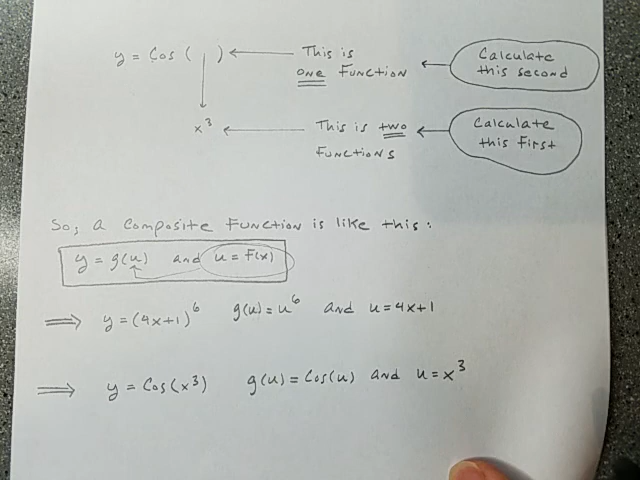 y = Cos (    ) ← This is ← Calculate
one Function this second
x³ ← This is two ← Calculate
Functions this First
So, a Composite Function is like this:
y = g(u) and u = F(x)
⇒ y = (4x+1)⁶ g(u) = u⁶ and u = 4x+1
⇒ y = Cos(x³) g(u) = Cos(u) and u = x³